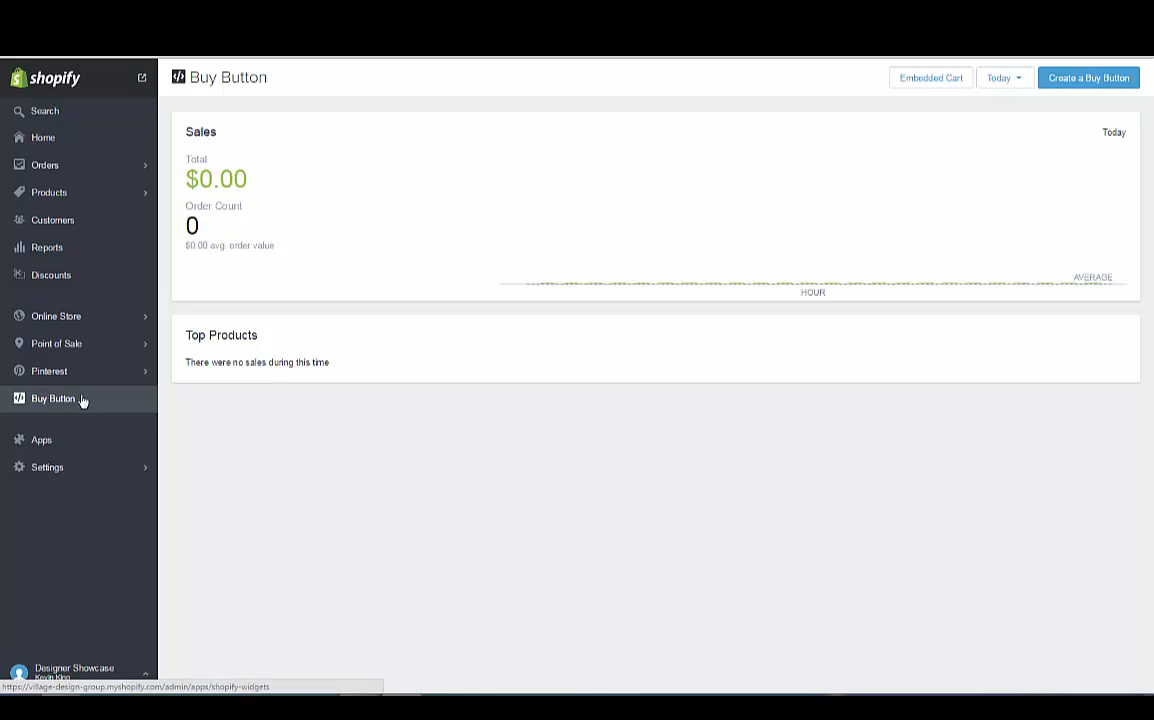 shopify
Search
Home
Orders
Products
Customers
Reports
Discounts
Online Store
Point of Sale
Pinterest
Buy Button
Apps
Settings
Designer Showcase
Kevin King
https://village-design-group.myshopify.com/admin/apps/shopify-widgets
Buy Button
Embedded Cart
Today
Create a Buy Button
Sales
Today
Total
$0.00
Order Count
0
$0.00 avg. order value
AVERAGE
HOUR
Top Products
There were no sales during this time